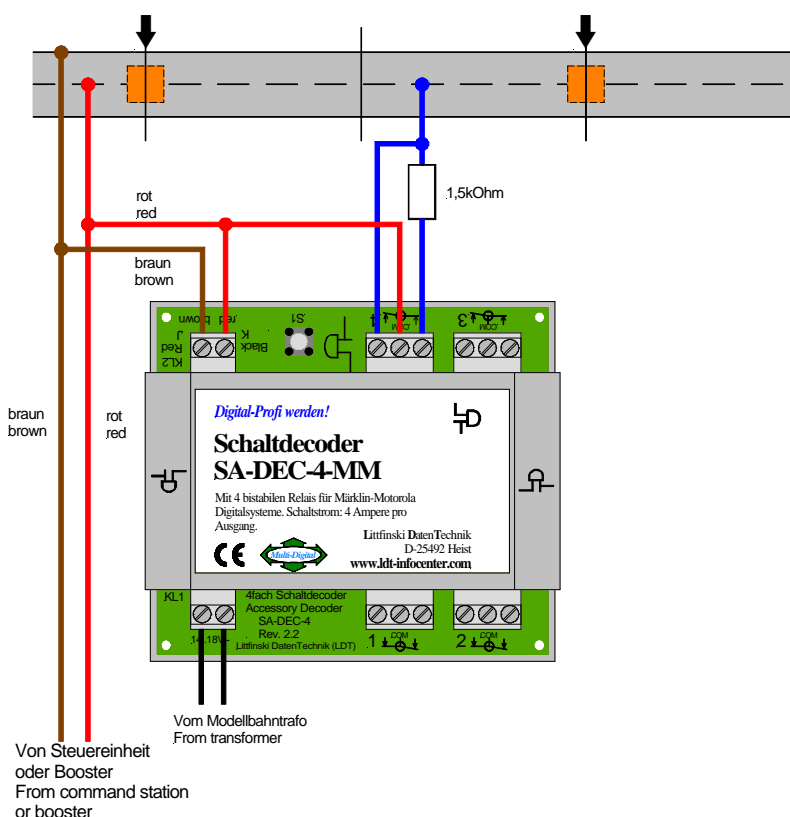 1,5kOhm
rot
red
braun
brown
braun
brown
rot
red
red
brown
J
K
Red
Black
KL2
S1
4
COM
3
COM
Digital-Profi werden!
LTD
Schaltdecoder
SA-DEC-4-MM
Mit 4 bistabilen Relais für Märklin-Motorola
Digitalsysteme. Schaltstrom: 4 Ampere pro
Ausgang.
CE
Multi-Digital
Littfinski DatenTechnik
D-25492 Heist
www.ldt-infocenter.com
KL1
4fach Schaltdecoder
Accessory Decoder
SA-DEC-4
Rev. 2.2
Littfinski DatenTechnik (LDT)
1
COM
2
COM
Vom Modellbahntrafo
From transformer
Von Steuereinheit
oder Booster
From command station
or booster